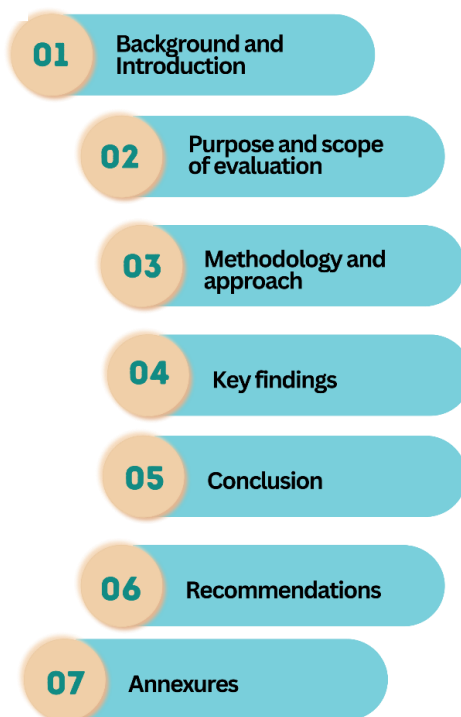 01
Background and
Introduction
02
Purpose and scope
of evaluation
03
Methodology and
approach
04
Key findings
05
Conclusion
06
Recommendations
07
Annexures